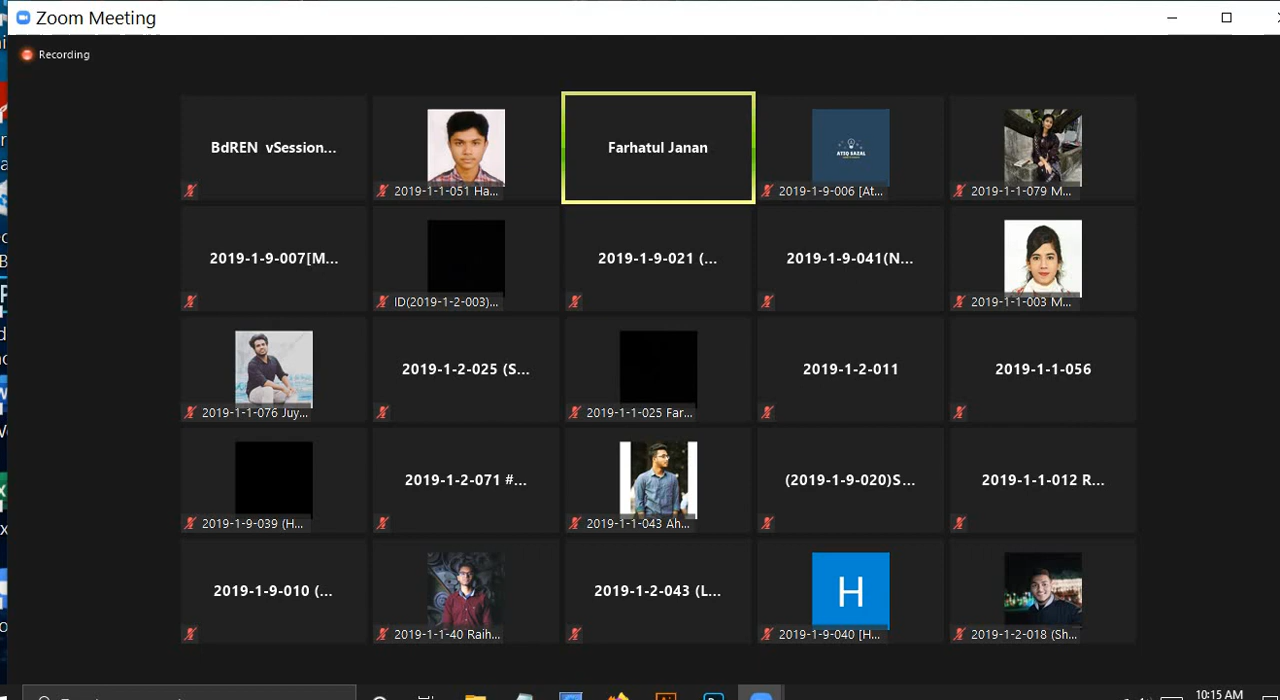 Zoom Meeting
Recording
BdREN vSession...
2019-1-1-051 Ha...
Farhatul Janan
ATIQ KAZAL
2019-1-9-006 [At...
2019-1-1-079 M...
2019-1-9-007[M...
ID(2019-1-2-003)...
2019-1-9-021 (...
2019-1-9-041(N...
2019-1-1-003 M...
2019-1-1-076 Juy...
2019-1-2-025 (S...
2019-1-1-025 Far...
2019-1-2-011
2019-1-1-056
2019-1-9-039 (H...
2019-1-2-071 #...
2019-1-1-043 Ah...
(2019-1-9-020)S...
2019-1-1-012 R...
2019-1-9-010 (...
2019-1-1-40 Raih...
2019-1-2-043 (L...
H
2019-1-9-040 [H...
2019-1-2-018 (Sh...
10:15 AM